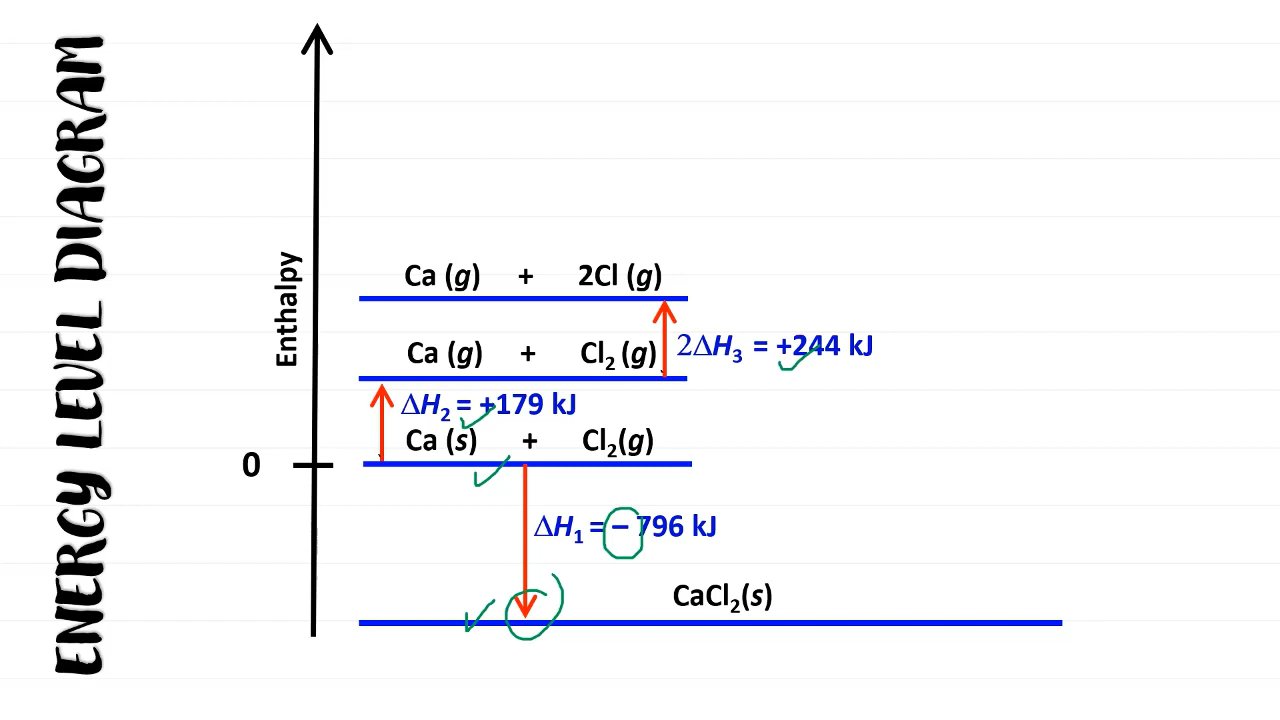 ENERGY LEVEL DIAGRAM
Enthalpy
Ca (g) + 2Cl (g)
Ca (g) + Cl₂ (g)
2ΔH₃ = +244 kJ
ΔH₂ = +179 kJ
Ca (s) + Cl₂(g)
0
ΔH₁ = – 796 kJ
CaCl₂(s)